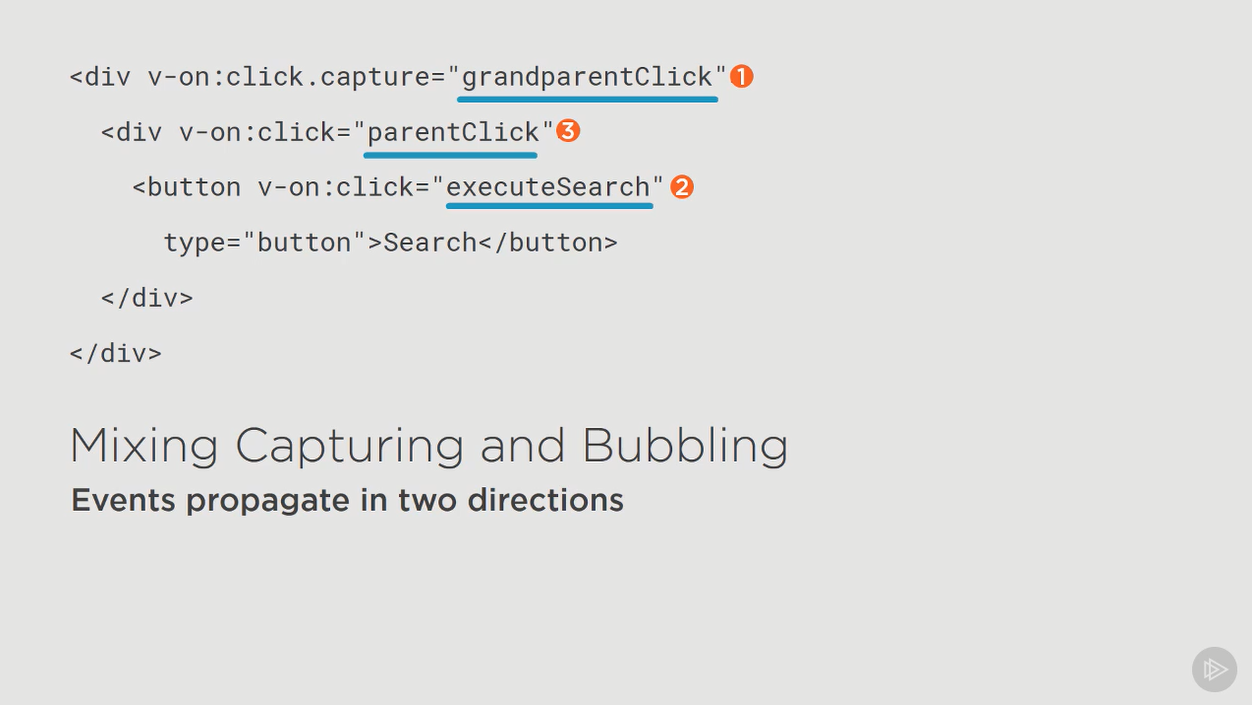 <div v-on:click.capture="grandparentClick" 1
<div v-on:click="parentClick" 3
<button v-on:click="executeSearch" 2
type="button">Search</button>
</div>
</div>
Mixing Capturing and Bubbling
Events propagate in two directions